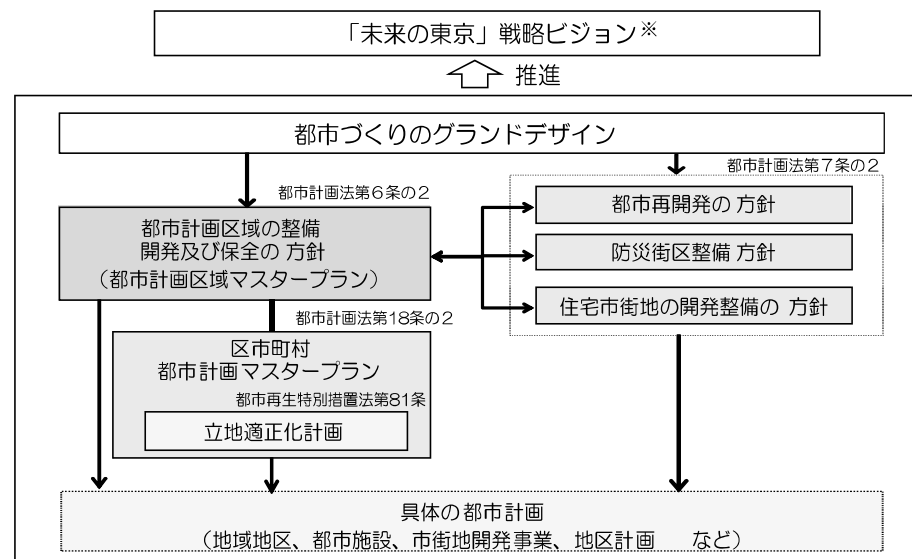 「未来の東京」戦略ビジョン※
推進
都市づくりのグランドデザイン
都市計画法第6条の2
都市計画法第7条の2
都市計画区域の整備
開発及び保全の 方針
（都市計画区域マスタープラン）
都市再開発の 方針
防災街区整備 方針
住宅市街地の開発整備の 方針
都市計画法第18条の2
区市町村
都市計画マスタープラン
都市再生特別措置法第81条
立地適正化計画
具体の都市計画
（地域地区、都市施設、市街地開発事業、地区計画　など）